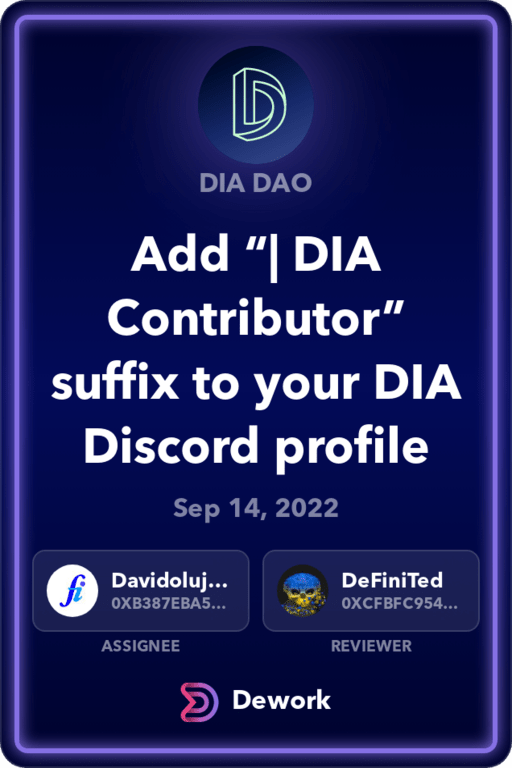 DIA DAO
Add “| DIA
Contributor”
suffix to your DIA
Discord profile
Sep 14, 2022
Davidoluj...
0XB387EBA5...
DeFiniTed
0XCFBFC954...
ASSIGNEE
REVIEWER
Dework